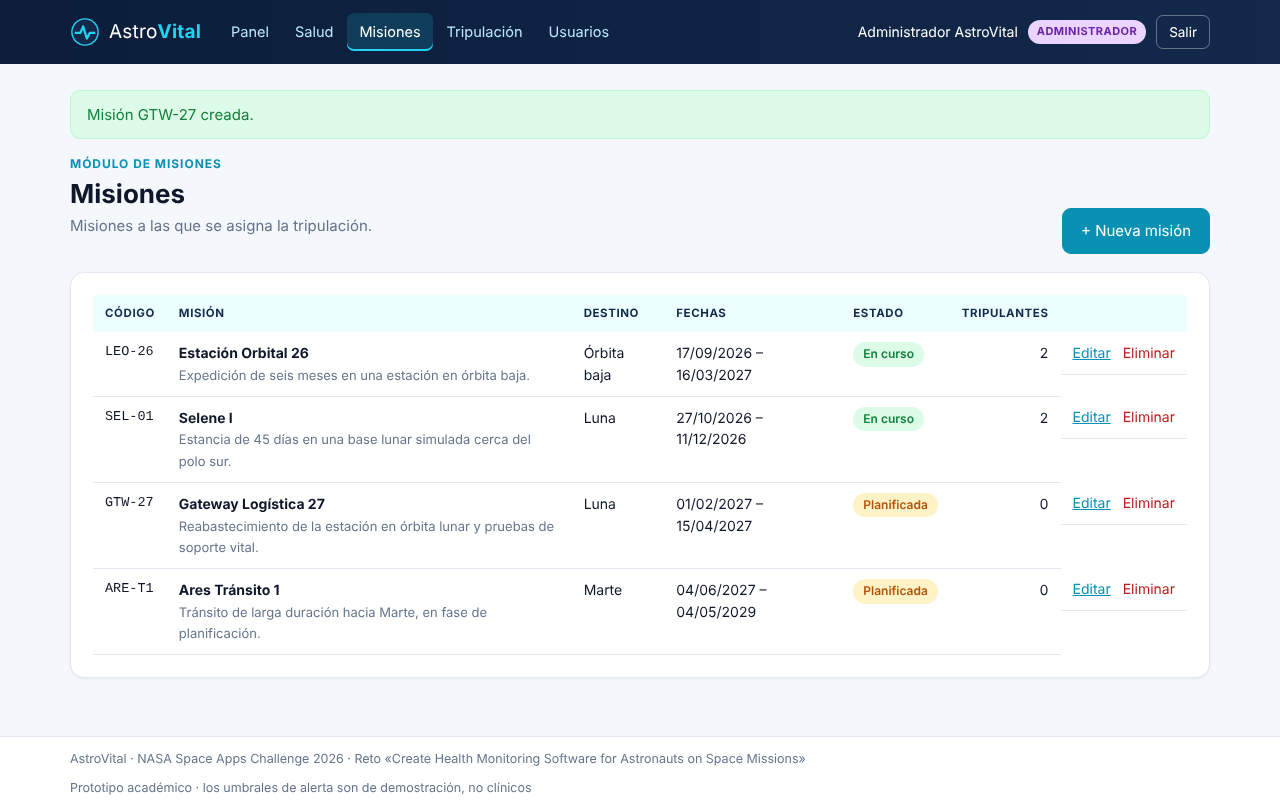 AstroVital Panel Salud Misiones Tripulación Usuarios Administrador AstroVital ADMINISTRADOR Salir
Misión GTW-27 creada.
MÓDULO DE MISIONES
Misiones
Misiones a las que se asigna la tripulación.
+ Nueva misión
CÓDIGO MISIÓN DESTINO FECHAS ESTADO TRIPULANTES
LEO-26 Estación Orbital 26 Órbita 17/09/2026 – En curso 2 Editar Eliminar
Expedición de seis meses en una estación en órbita baja. baja 16/03/2027
SEL-01 Selene I Luna 27/10/2026 – En curso 2 Editar Eliminar
Estancia de 45 días en una base lunar simulada cerca del 11/12/2026
polo sur.
GTW-27 Gateway Logística 27 Luna 01/02/2027 – Planificada 0 Editar Eliminar
Reabastecimiento de la estación en órbita lunar y pruebas de 15/04/2027
soporte vital.
ARE-T1 Ares Tránsito 1 Marte 04/06/2027 – Planificada 0 Editar Eliminar
Tránsito de larga duración hacia Marte, en fase de 04/05/2029
planificación.
AstroVital · NASA Space Apps Challenge 2026 · Reto «Create Health Monitoring Software for Astronauts on Space Missions»
Prototipo académico · los umbrales de alerta son de demostración, no clínicos